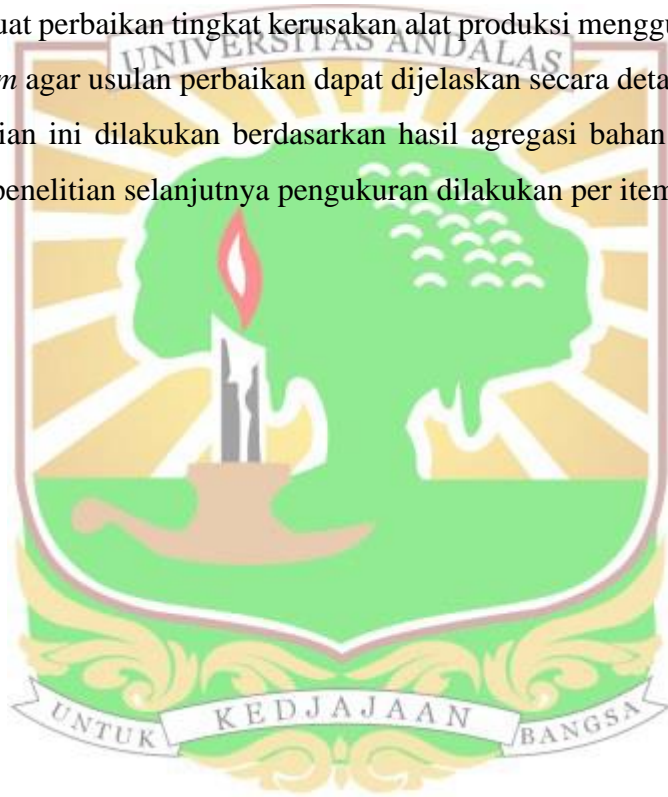 uat perbaikan tingkat kerusakan alat produksi menggu
UNIVERSITAS ANDALAS
m agar usulan perbaikan dapat dijelaskan secara deta
ian ini dilakukan berdasarkan hasil agregasi bahan
penelitian selanjutnya pengukuran dilakukan per item
UNTUK KEDJAJAAN BANGSA